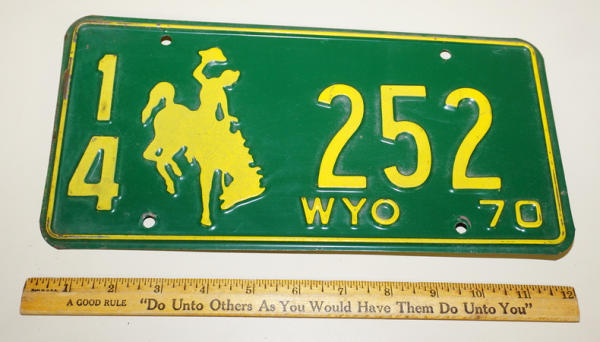 14 252
WYO 70
1 2 3 4 5 6 7 8 9 10 11 12
A GOOD RULE "Do Unto Others As You Would Have Them Do Unto You"